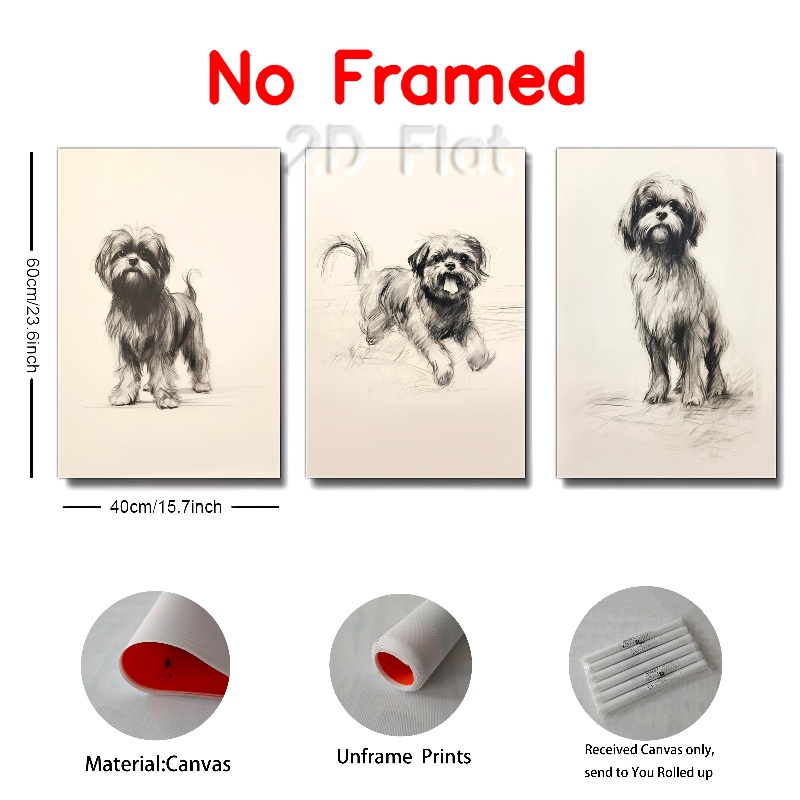 No Framed
2D Flat
60cm/23.6inch
40cm/15.7inch
Material:Canvas
Unframe Prints
Received Canvas only,
send to You Rolled up